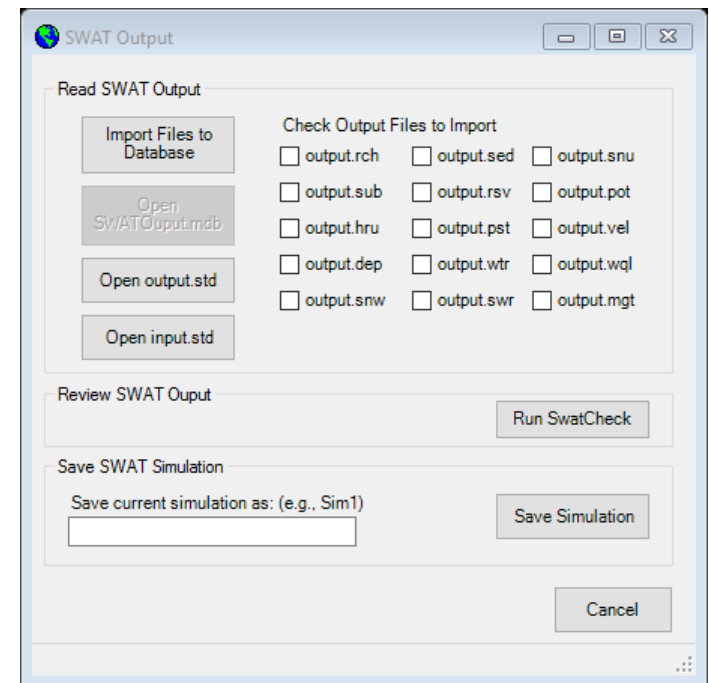 SWAT Output
Read SWAT Output
Import Files to
Database
Open
SWATOuput.mdb
Open output.std
Open input.std
Check Output Files to Import
output.rch output.sed output.snu
output.sub output.rsv output.pot
output.hru output.pst output.vel
output.dep output.wtr output.wql
output.snw output.swr output.mgt
Review SWAT Ouput
Run SwatCheck
Save SWAT Simulation
Save current simulation as: (e.g., Sim1)
Save Simulation
Cancel